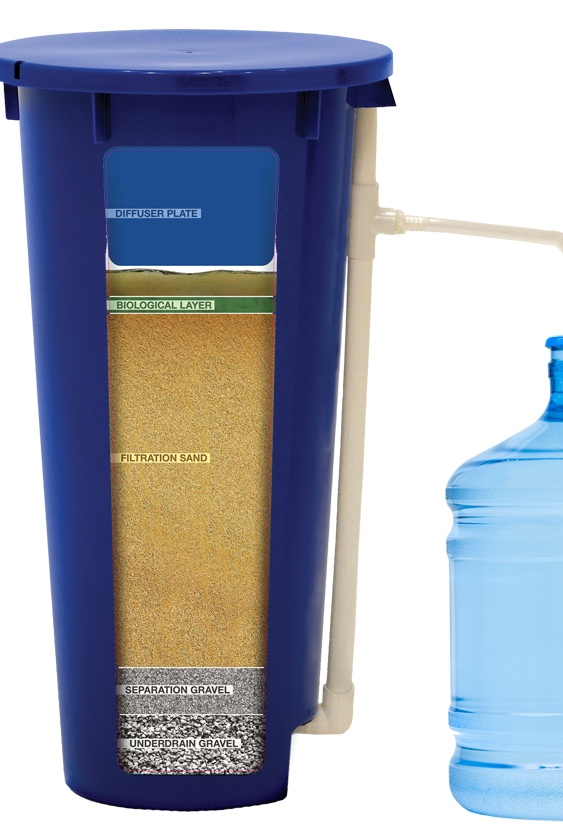 DIFFUSER PLATE
BIOLOGICAL LAYER
FILTRATION SAND
SEPARATION GRAVEL
UNDERDRAIN GRAVEL